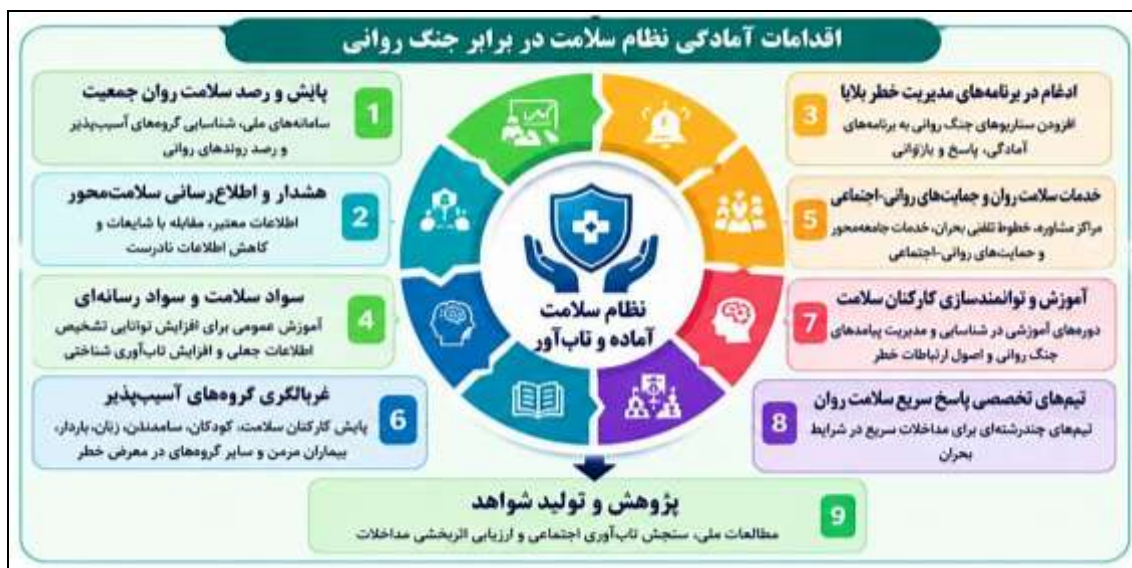 اقدامات آمادگی نظام سلامت در برابر جنگ روانی
1
پایش و رصد سلامت روان جمعیت
سامانه‌های ملی، شناسایی گروه‌های آسیب‌پذیر
و رصد روندهای روانی
2
هشدار و اطلاع‌رسانی سلامت‌محور
اطلاعات معتبر، مقابله با شایعات و
کاهش اطلاعات نادرست
3
ادغام در برنامه‌های مدیریت خطر بلایا
افزودن سناریوهای جنگ روانی به برنامه‌های
آمادگی، پاسخ و بازتوانی
4
سواد سلامت و سواد رسانه‌ای
آموزش عمومی برای افزایش توانایی تشخیص
اطلاعات جعلی و افزایش تاب‌آوری شناختی
5
خدمات سلامت روان و حمایت‌های روانی-اجتماعی
مراکز مشاوره، خطوط تلفنی بحران، خدمات جامعه‌محور
و حمایت‌های روانی-اجتماعی
6
غربالگری گروه‌های آسیب‌پذیر
پایش کارکنان سلامت، کودکان، زنان، باردار،
بیماران مزمن و سایر گروه‌های در معرض خطر
7
آموزش و توانمندسازی کارکنان سلامت
دوره‌های آموزشی در شناسایی و مدیریت پیامدهای
جنگ روانی و اصول ارتباطات خطر
8
تیم‌های تخصصی پاسخ سریع سلامت روان
تیم‌های چندرشته‌ای برای مداخلات سریع در شرایط
بحران
نظام سلامت
آماده و تاب‌آور
9
پژوهش و تولید شواهد
مطالعات ملی، سنجش تاب‌آوری اجتماعی و ارزیابی اثربخشی مداخلات